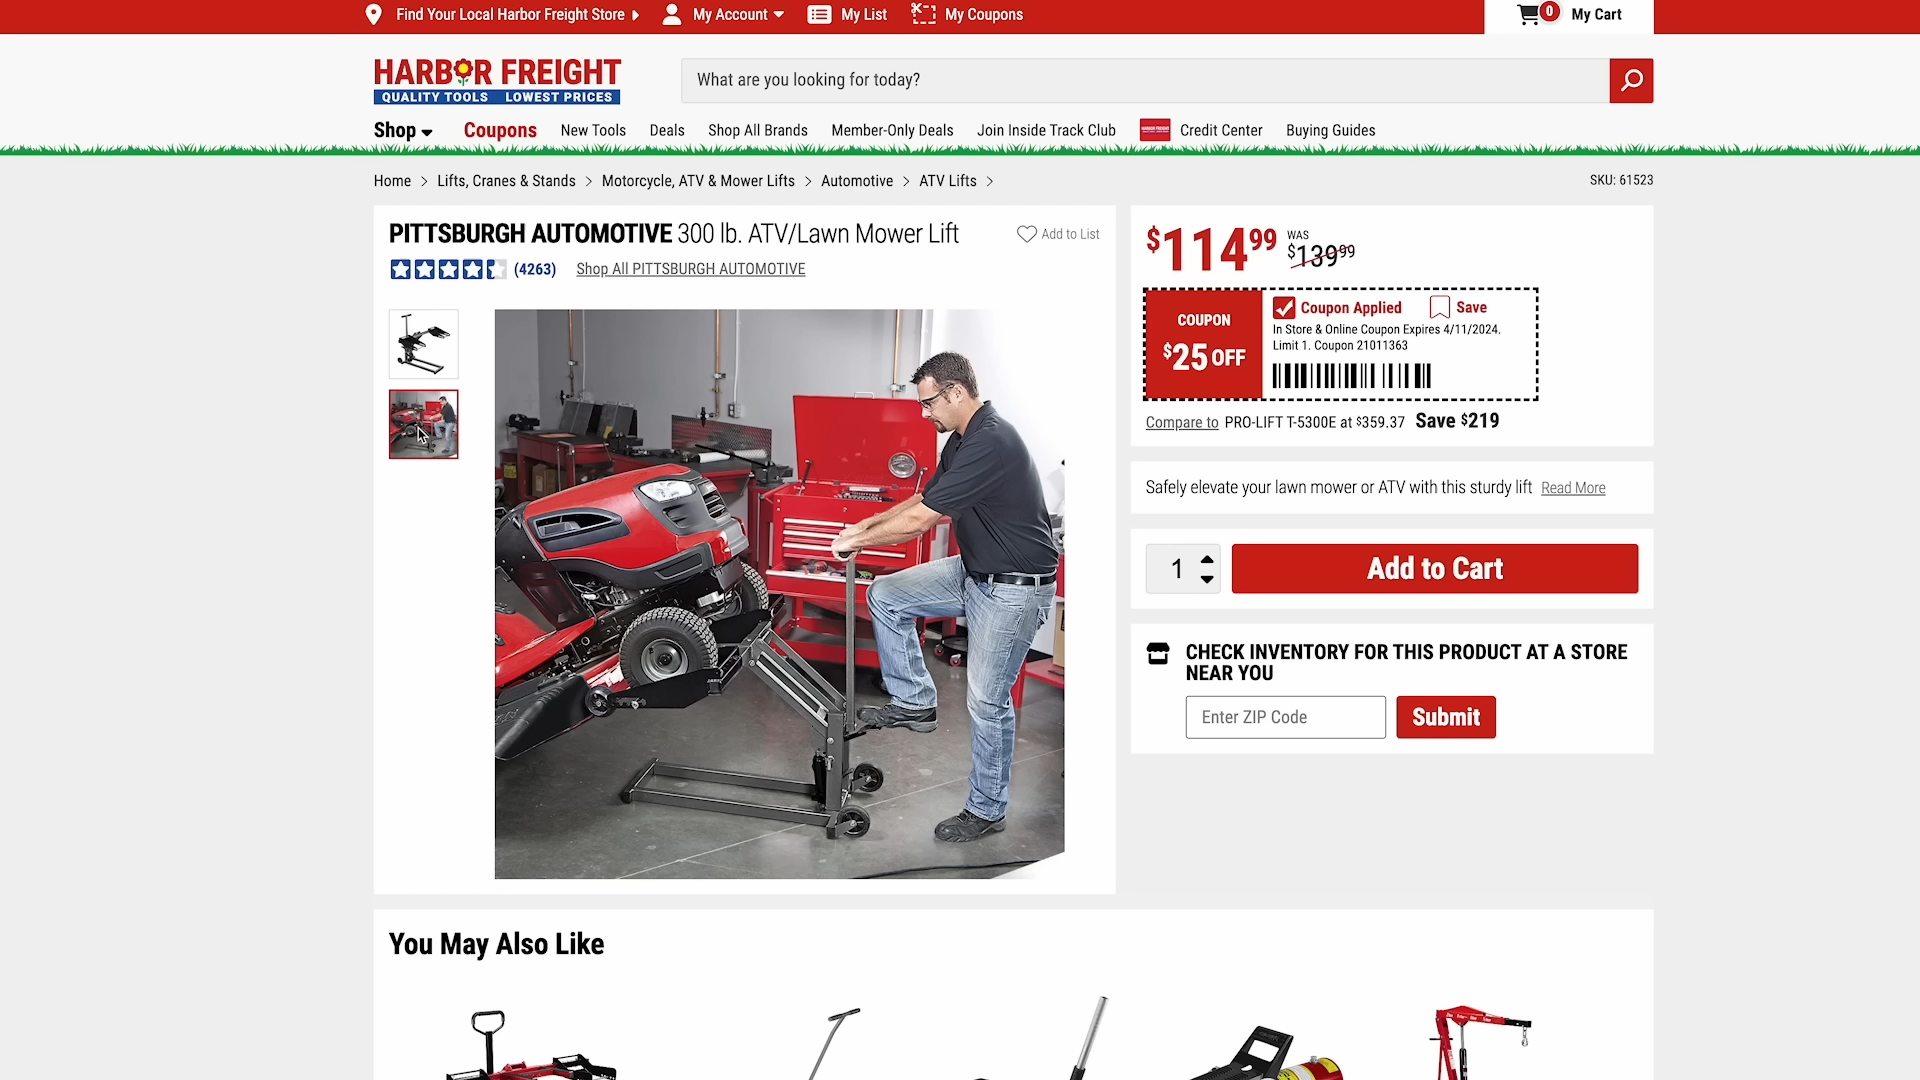 Find Your Local Harbor Freight Store
My Account
My List
My Coupons
0
My Cart
HARBOR FREIGHT
QUALITY TOOLS LOWEST PRICES
What are you looking for today?
Shop
Coupons
New Tools
Deals
Shop All Brands
Member-Only Deals
Join Inside Track Club
Credit Center
Buying Guides
Home > Lifts, Cranes & Stands > Motorcycle, ATV & Mower Lifts > Automotive > ATV Lifts >
SKU: 61523
PITTSBURGH AUTOMOTIVE 300 lb. ATV/Lawn Mower Lift
Add to List
(4263)
Shop All PITTSBURGH AUTOMOTIVE
$114 99
WAS
$139 99
COUPON
$25 OFF
Coupon Applied
Save
In Store & Online Coupon Expires 4/11/2024.
Limit 1. Coupon 21011363
Compare to PRO-LIFT T-5300E at $359.37 Save $219
Safely elevate your lawn mower or ATV with this sturdy lift Read More
1
Add to Cart
CHECK INVENTORY FOR THIS PRODUCT AT A STORE
NEAR YOU
Enter ZIP Code
Submit
You May Also Like